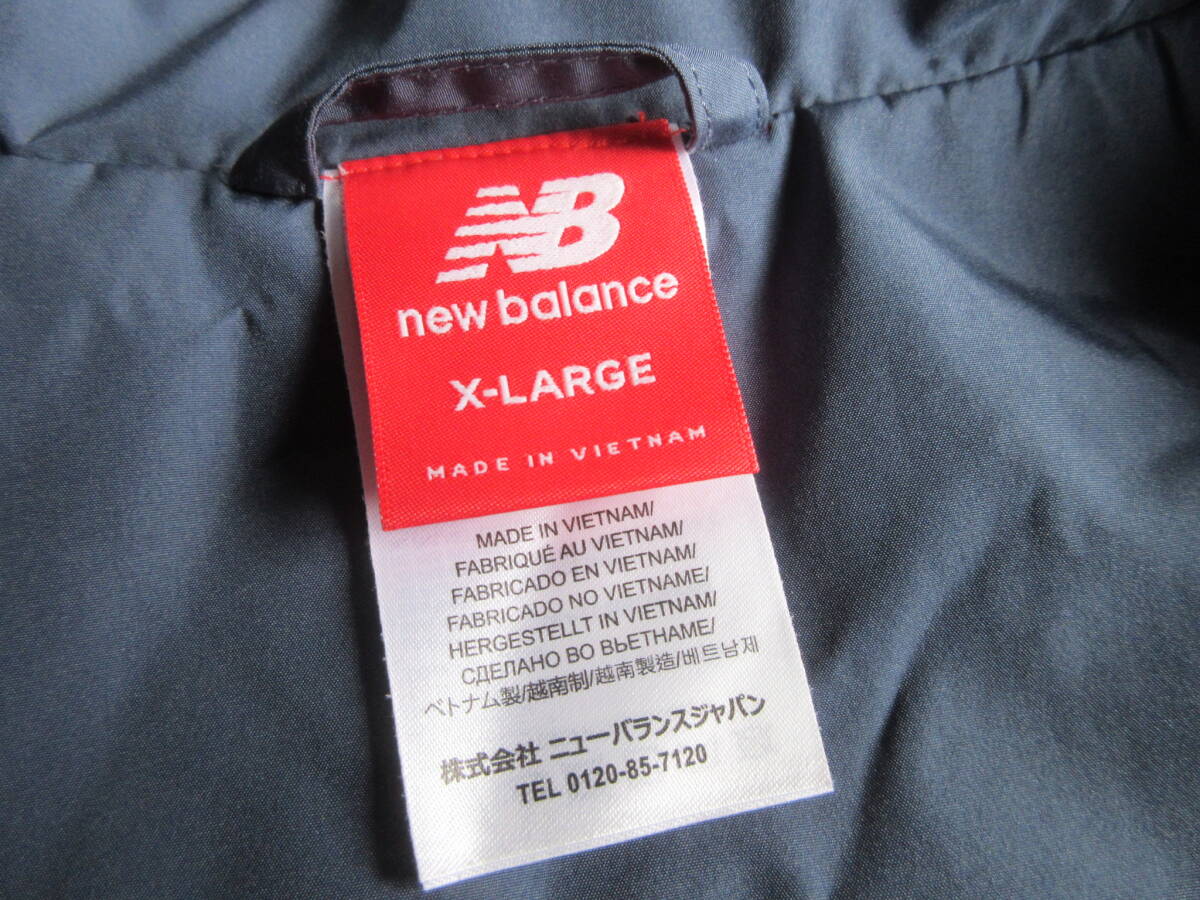 NB
new balance
X-LARGE
MADE IN VIETNAM
MADE IN VIETNAM/
FABRIQUÉ AU VIETNAM/
FABRICADO EN VIETNAM/
FABRICADO NO VIETNAME/
HERGESTELLT IN VIETNAM/
СДЕЛАНО ВО ВЬЕТНАМЕ/
ベトナム製/越南制/越南製造/베트남제
株式会社 ニューバランスジャパン
TEL 0120-85-7120